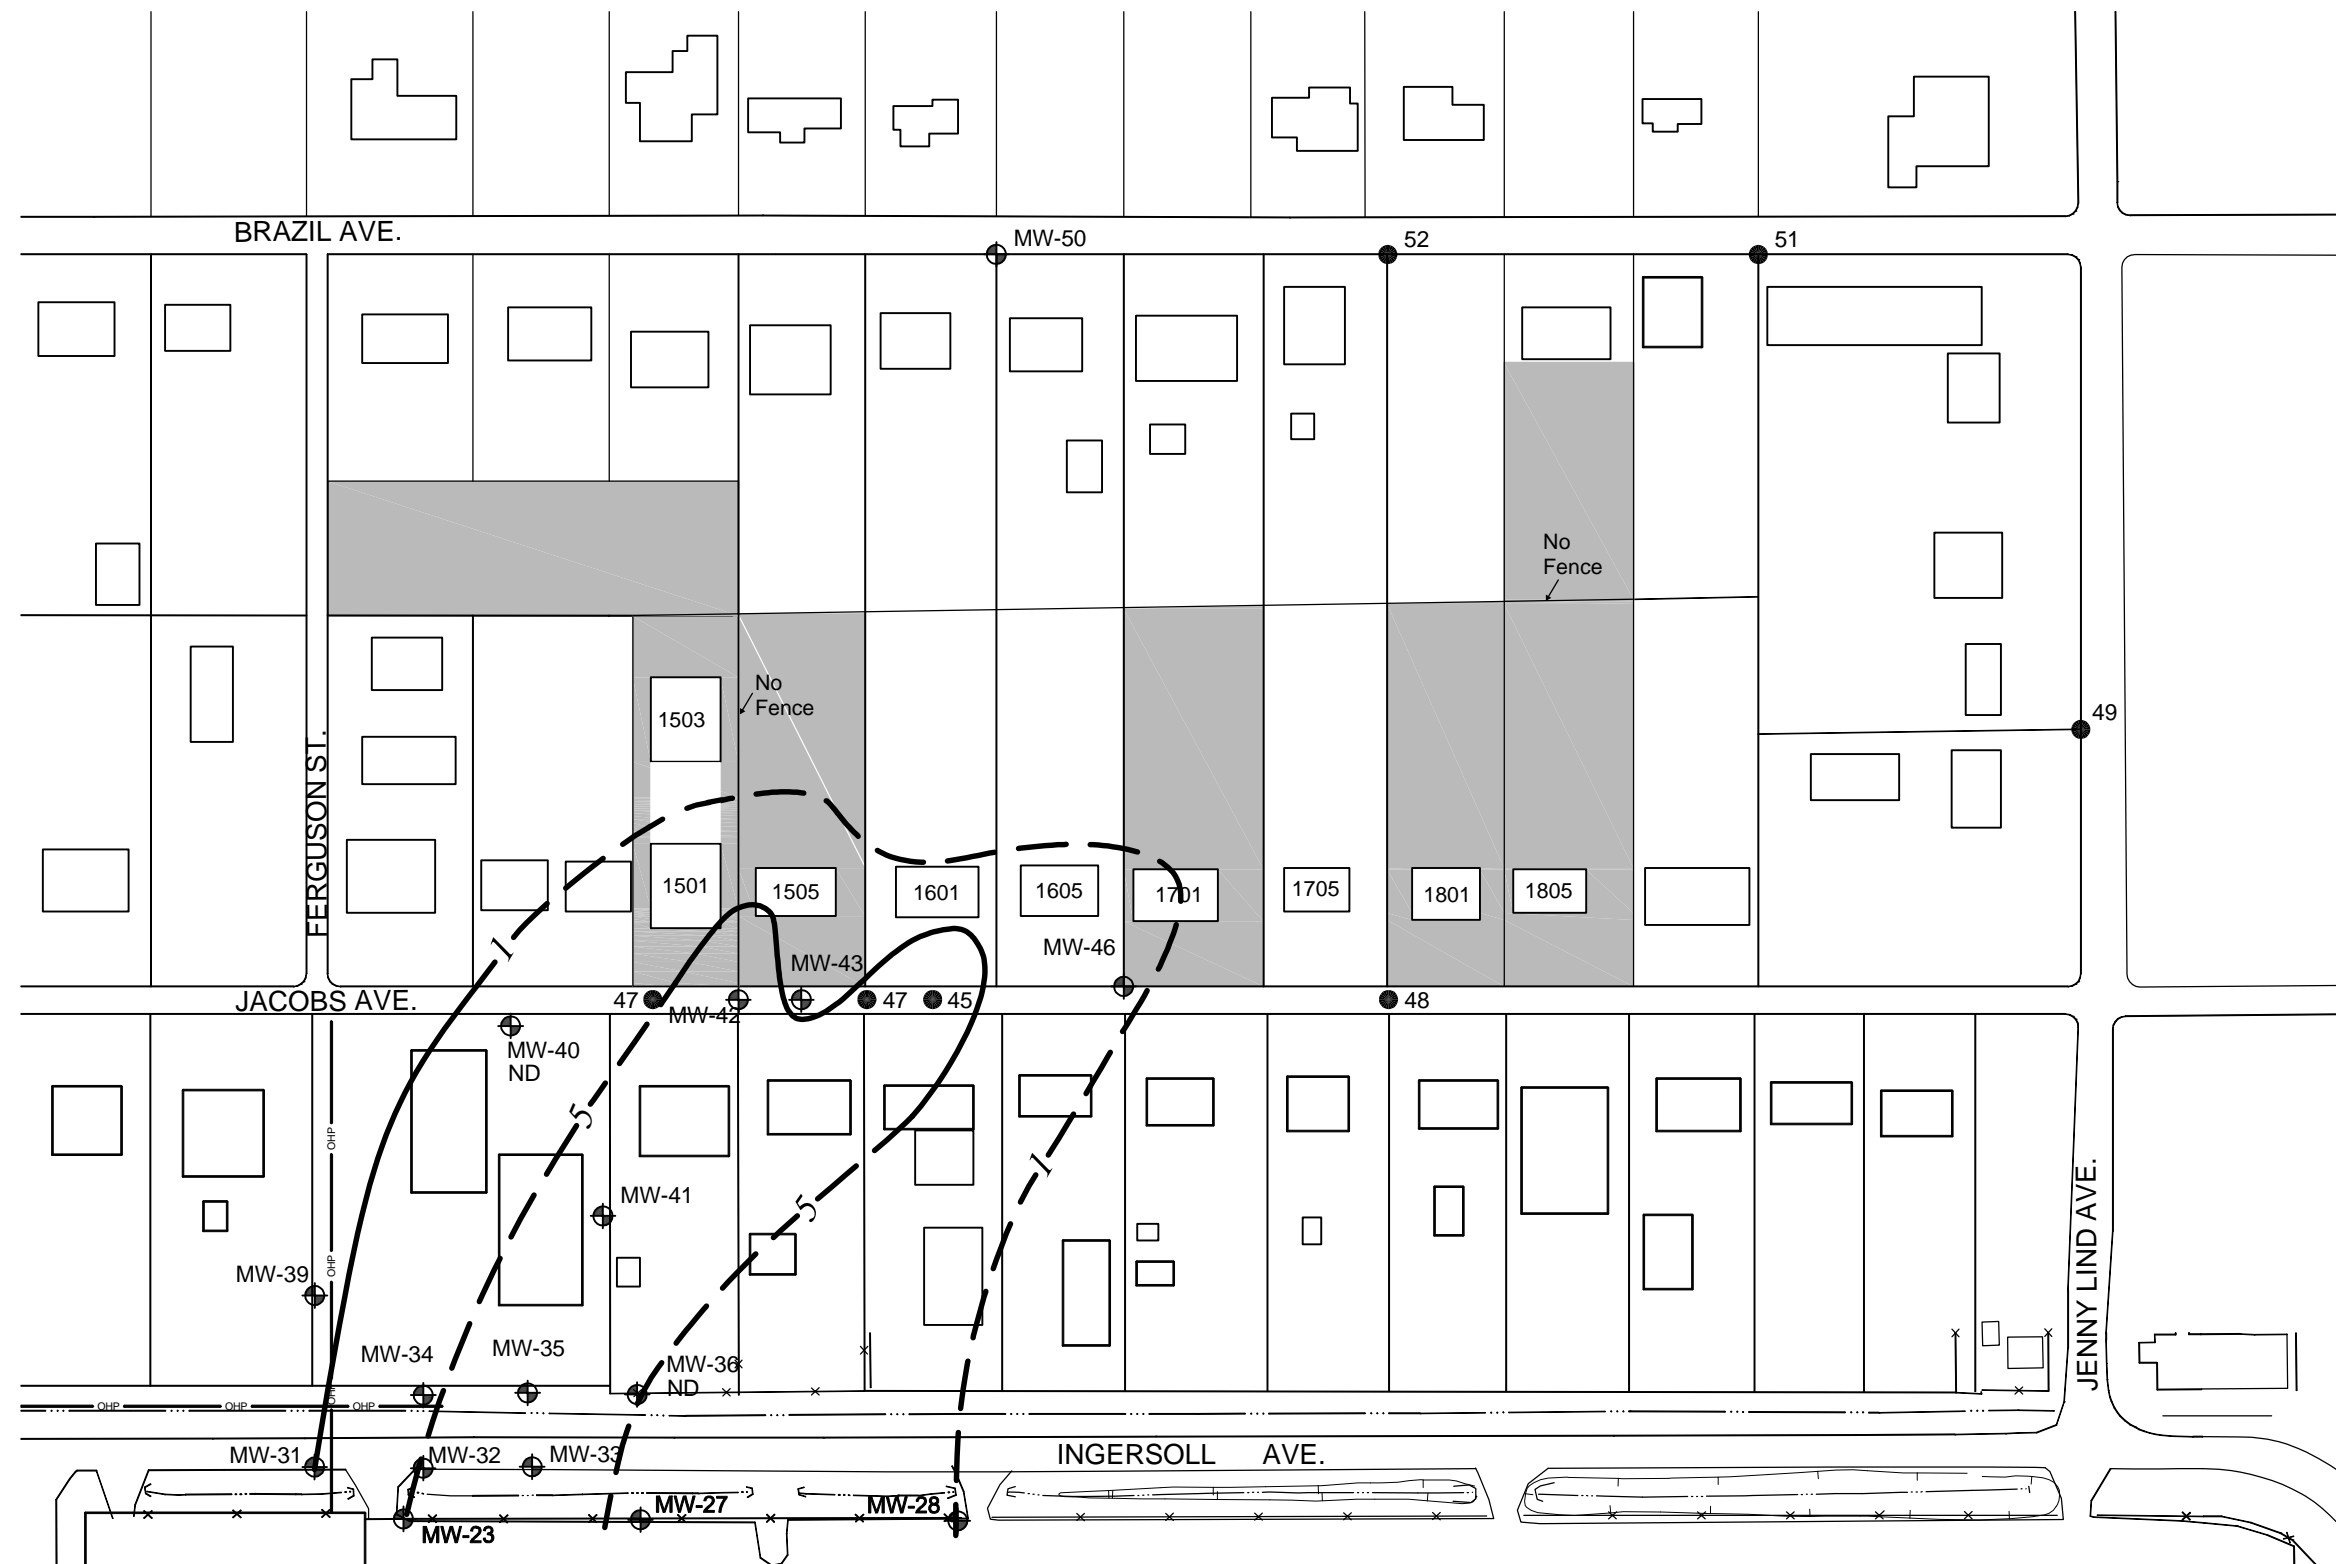 BRAZIL AVE.
MW-50
52
51
No
Fence
49
1503
No
Fence
FERGUSON ST.
1501
1505
1601
1605
1701
1705
1801
1805
1
MW-46
MW-43
JACOBS AVE.
47
MW-42
47
45
48
MW-40
ND
5
OHP
1
MW-41
5
JENNY LIND AVE.
MW-39
OHP
MW-34
MW-35
MW-36
ND
OHP
OHP
OHP
OHP
MW-31
MW-32
MW-33
INGERSOLL AVE.
MW-27
MW-28
MW-23